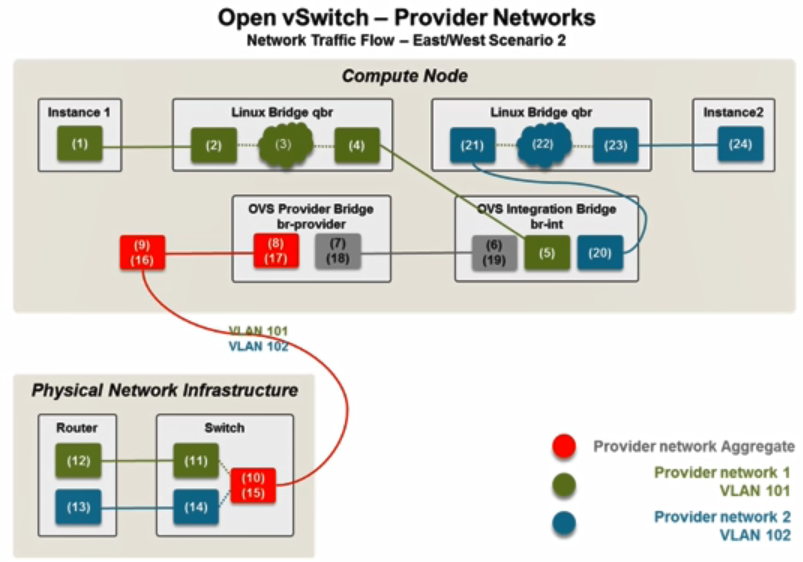 Open vSwitch – Provider Networks
Network Traffic Flow – East/West Scenario 2
Compute Node
Instance 1
(1)
Linux Bridge qbr
(2)
(3)
(4)
Linux Bridge qbr
(21)
(22)
(23)
Instance2
(24)
(9)
(16)
OVS Provider Bridge
br-provider
(8)
(17)
(7)
(18)
OVS Integration Bridge
br-int
(6)
(19)
(5)
(20)
VLAN 101
VLAN 102
Physical Network Infrastructure
Router
(12)
(13)
Switch
(11)
(14)
(10)
(15)
Provider network Aggregate
Provider network 1
VLAN 101
Provider network 2
VLAN 102